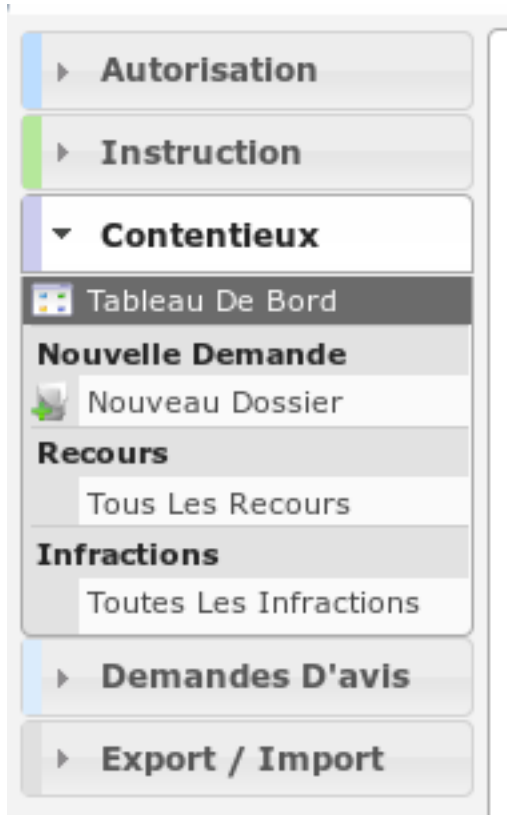 Autorisation
Instruction
Contentieux
Tableau De Bord
Nouvelle Demande
Nouveau Dossier
Recours
Tous Les Recours
Infractions
Toutes Les Infractions
Demandes D'avis
Export / Import